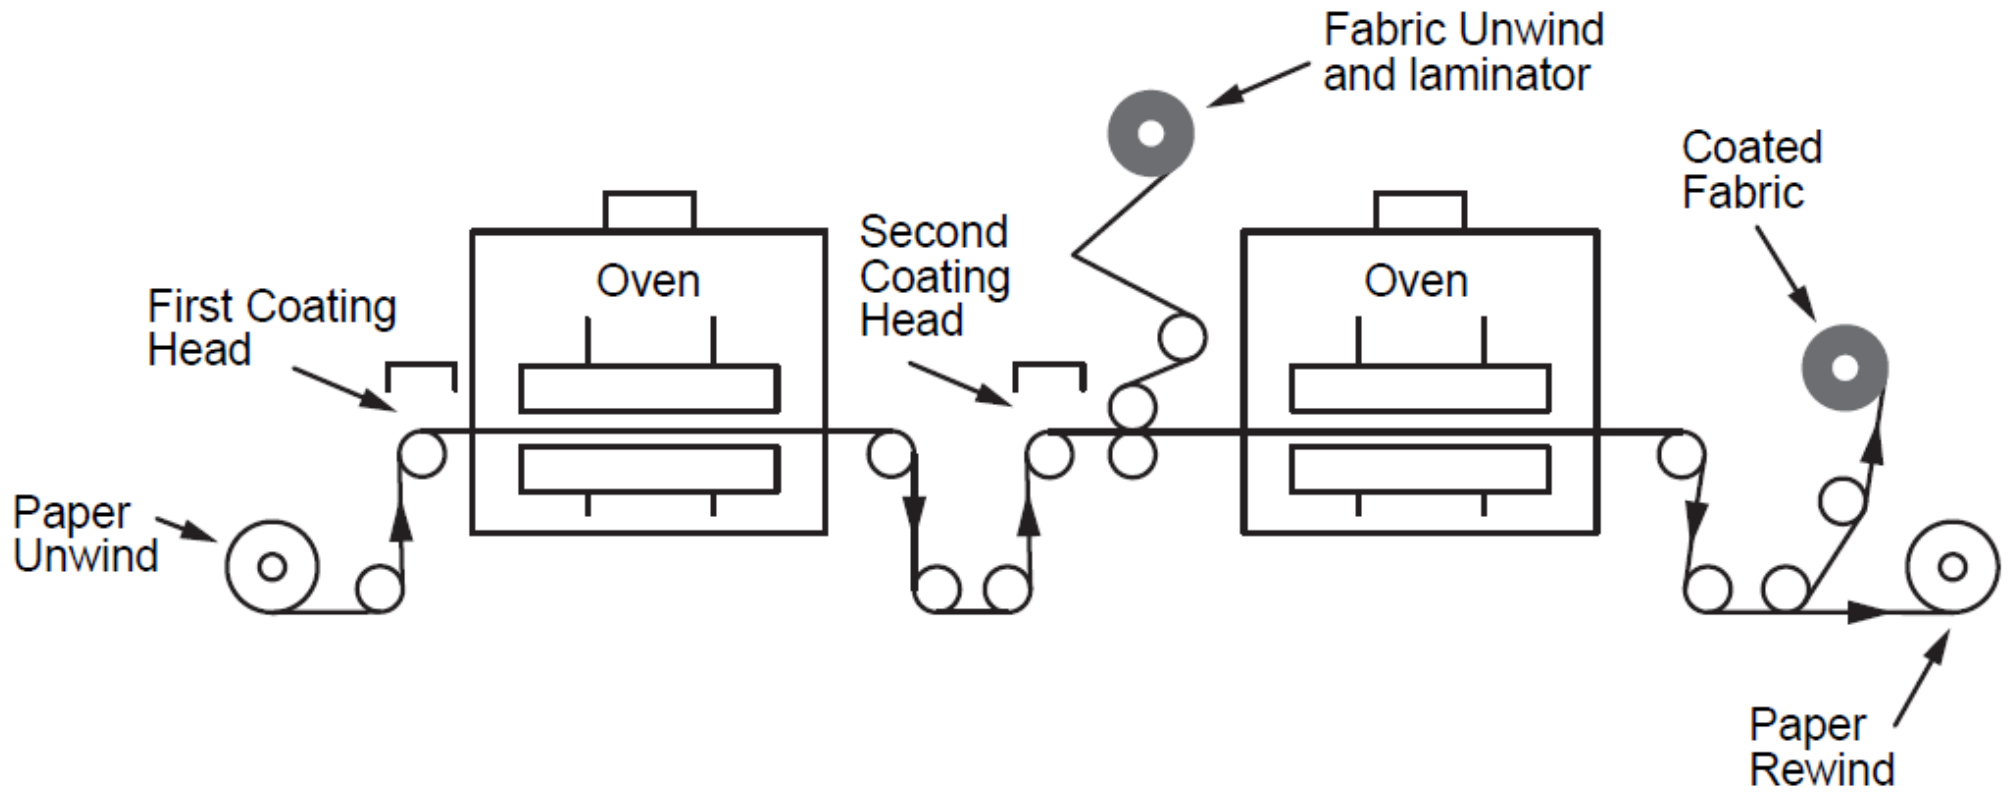 Fabric Unwind
and laminator
Coated
Fabric
Second
Coating
Head
Oven
Oven
First Coating
Head
Paper
Unwind
Paper
Rewind